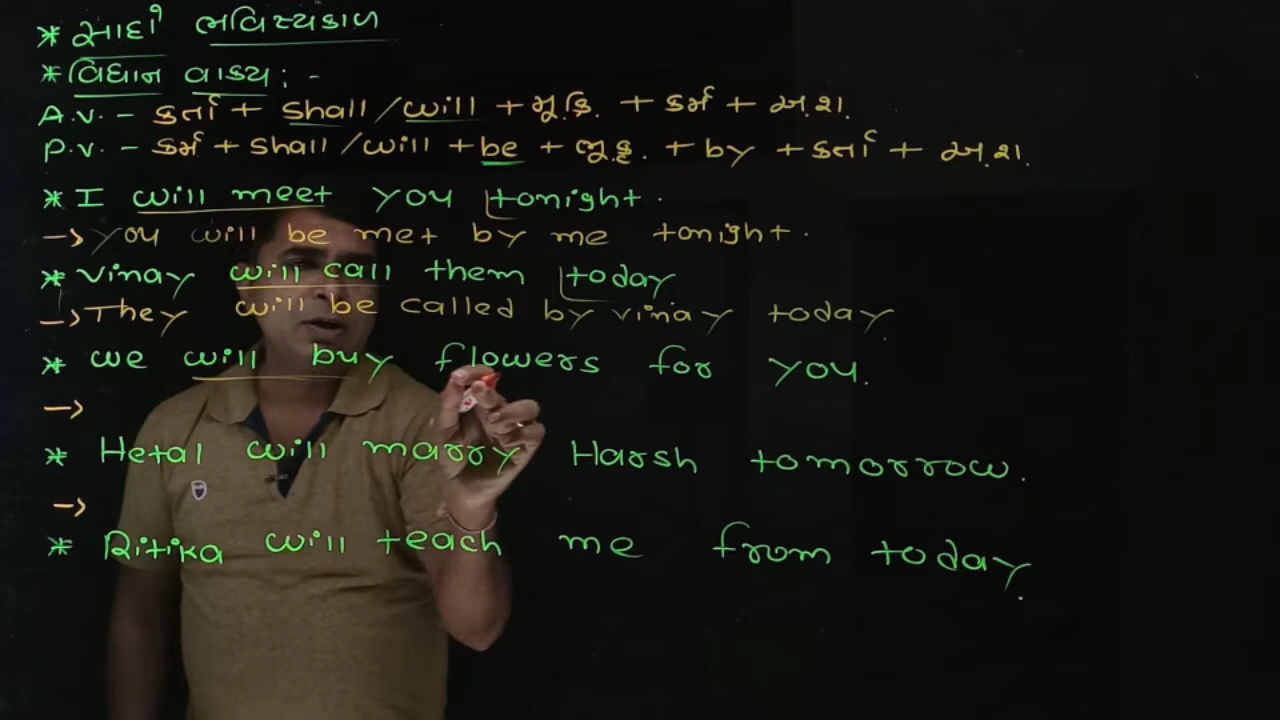 * સાદો ભવિષ્યકાળ
* વિધાન વાક્ય : -
A.V. - કર્તા + shall/will + મૂ.ક્રિ. + કર્મ + અ.શ.
P.V. - કર્મ + shall/will + be + ભૂ.કૃ. + by + કર્તા + અ.શ.
* I will meet you tonight.
→ you will be met by me tonight.
* Vinay will call them today
→ They will be called by vinay today.
* we will buy flowers for you.
→
* Hetal will marry Harsh tomorrow.
→
* Ritika will teach me from today.